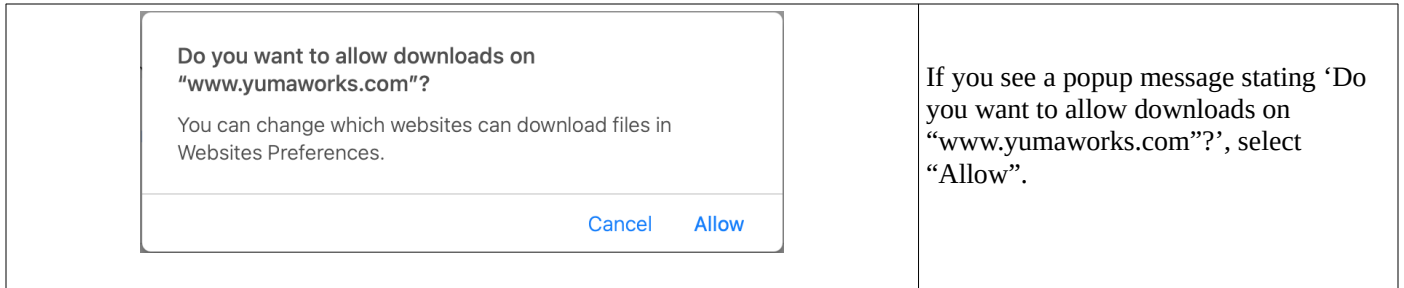 Do you want to allow downloads on
“www.yumaworks.com”?
You can change which websites can download files in
Websites Preferences.
Cancel Allow
If you see a popup message stating ‘Do
you want to allow downloads on
“www.yumaworks.com”?’, select
“Allow”.